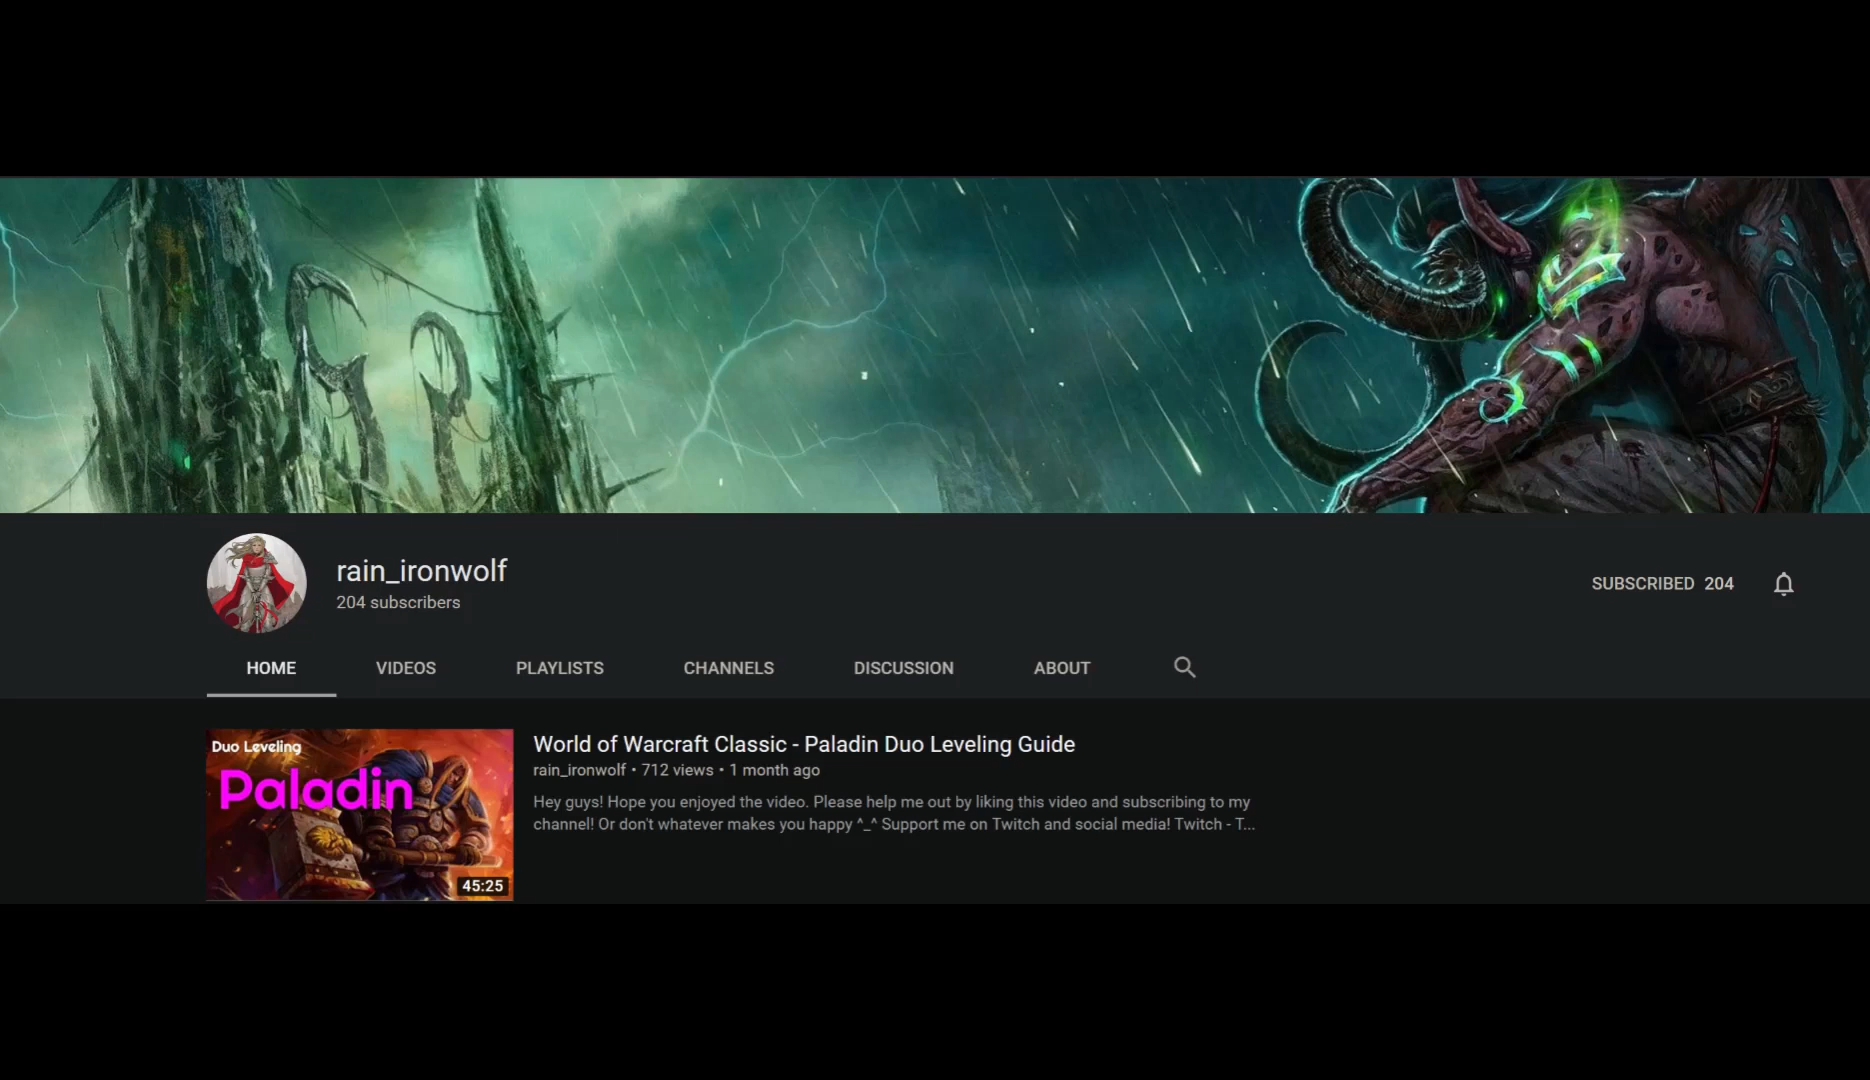 rain_ironwolf
204 subscribers
SUBSCRIBED 204
HOME VIDEOS PLAYLISTS CHANNELS DISCUSSION ABOUT
Duo Leveling
Paladin
45:25
World of Warcraft Classic - Paladin Duo Leveling Guide
rain_ironwolf • 712 views • 1 month ago
Hey guys! Hope you enjoyed the video. Please help me out by liking this video and subscribing to my
channel! Or don't whatever makes you happy ^_^ Support me on Twitch and social media! Twitch - T...